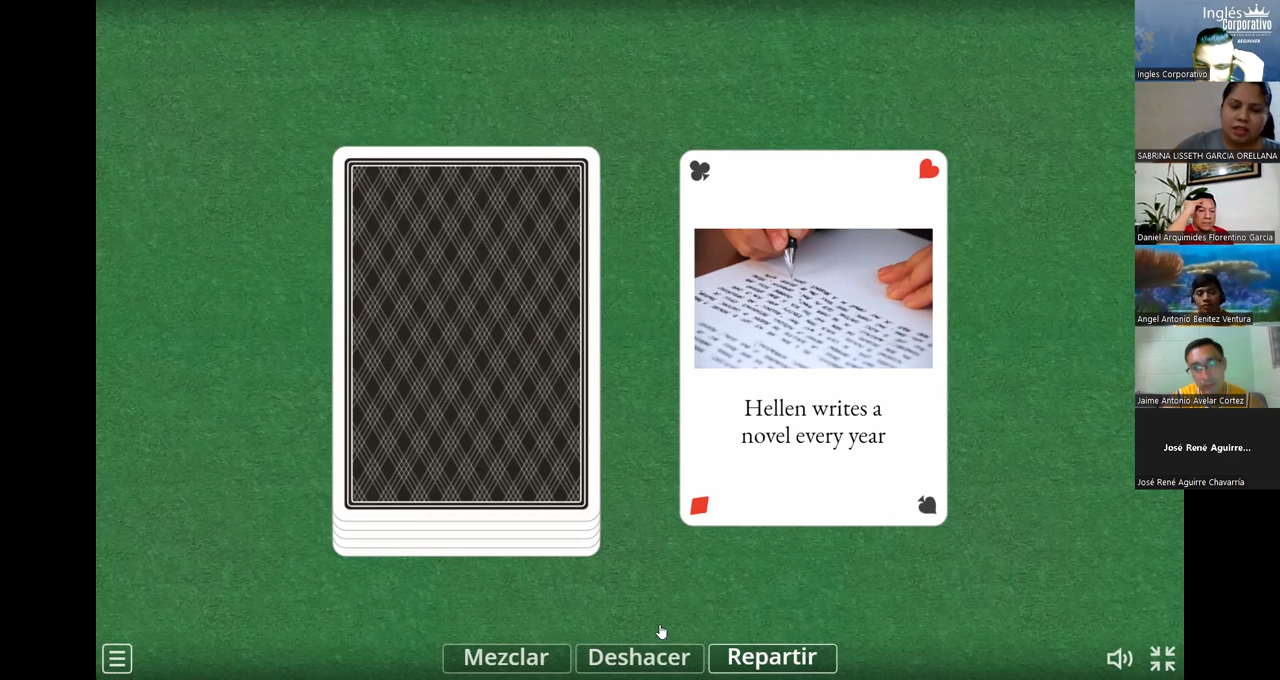 Hellen writes a
novel every year
Mezclar
Deshacer
Repartir
Inglés
Corporativo
BEGINNER
Ingles Corporativo
SABRINA LISSETH GARCIA ORELLANA
Daniel Arquimides Florentino Garcia
Angel Antonio Benitez Ventura
Jaime Antonio Avelar Cortez
José René Aguirre...
José René Aguirre Chavarría